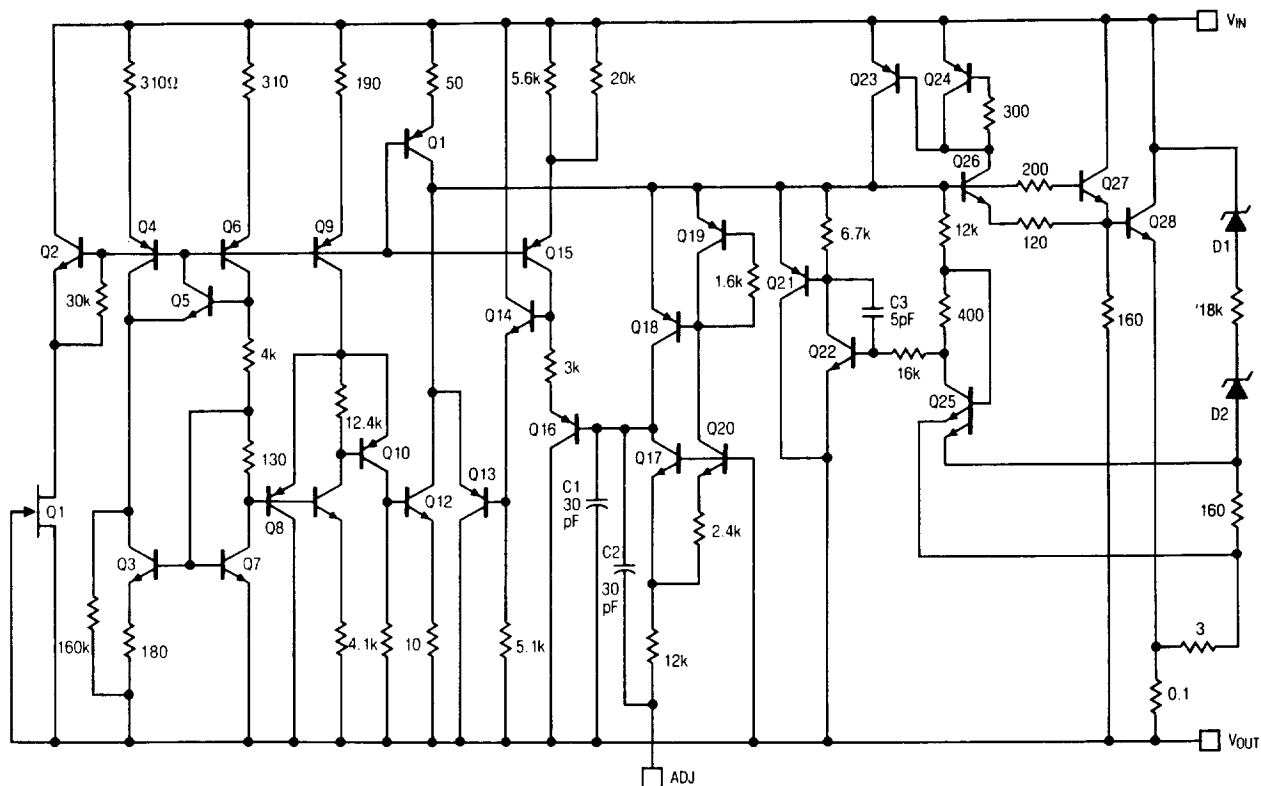 VIN
310Ω
310
190
50
5.6k
20k
Q23
Q24
300
Q1
Q26
200
Q27
Q28
120
D1
Q2
Q4
Q6
Q9
Q15
Q19
6.7k
12k
30k
Q5
1.6k
Q21
C3
5pF
400
160
'18k
Q14
Q18
Q22
16k
4k
3k
12.4k
Q10
Q16
Q17
Q20
Q25
D2
130
Q8
Q12
Q13
C1
30
pF
2.4k
160
Q1
Q3
Q7
C2
30
pF
160k
180
4.1k
10
5.1k
12k
3
0.1
VOUT
ADJ